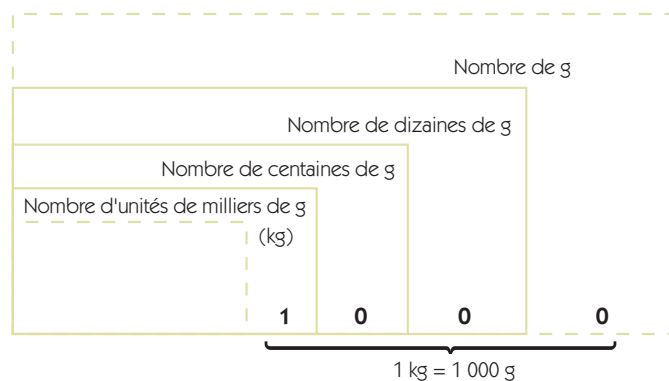 Nombre de g
Nombre de dizaines de g
Nombre de centaines de g
Nombre d'unités de milliers de g
(kg)
1 0 0 0
1 kg = 1 000 g